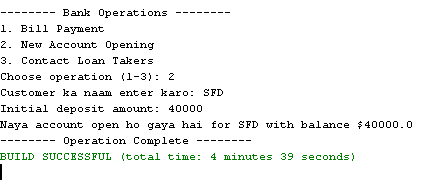 -------- Bank Operations --------
1. Bill Payment
2. New Account Opening
3. Contact Loan Takers
Choose operation (1-3): 2
Customer ka naam enter karo: SFD
Initial deposit amount: 40000
Naya account open ho gaya hai for SFD with balance $40000.0
-------- Operation Complete --------
BUILD SUCCESSFUL (total time: 4 minutes 39 seconds)